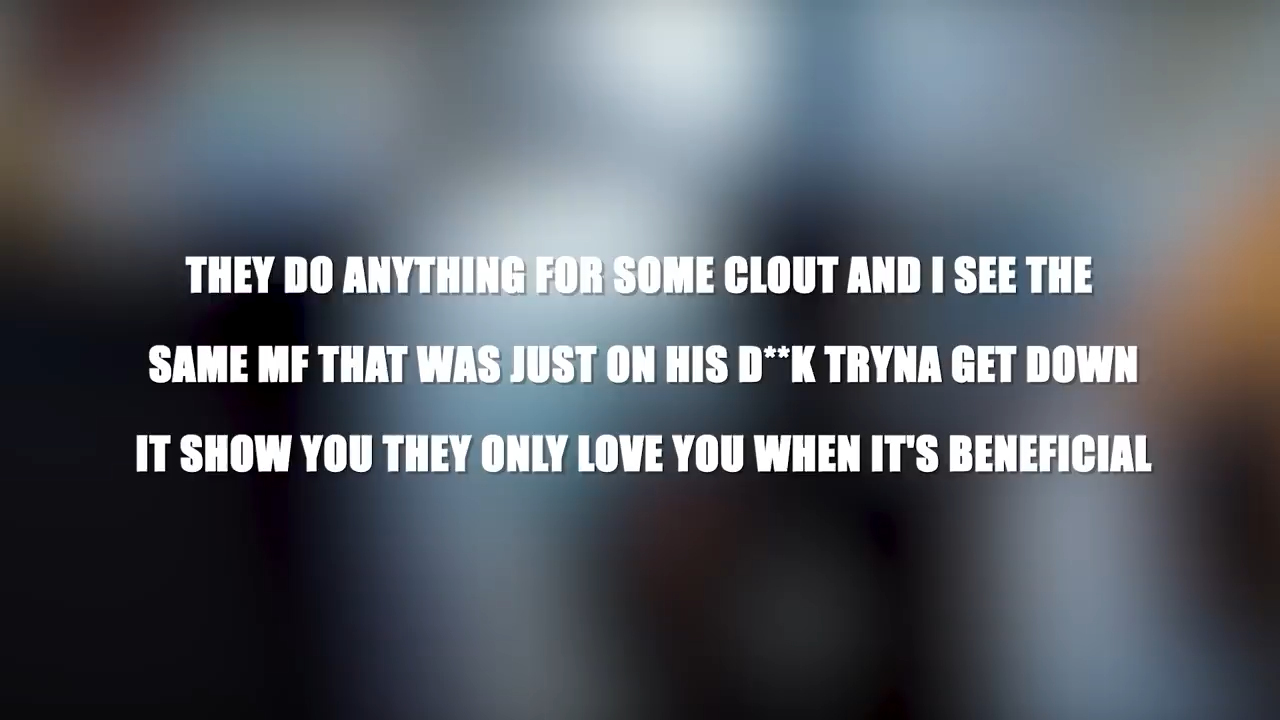 THEY DO ANYTHING FOR SOME CLOUT AND I SEE THE
SAME MF THAT WAS JUST ON HIS D**K TRYNA GET DOWN
IT SHOW YOU THEY ONLY LOVE YOU WHEN IT'S BENEFICIAL